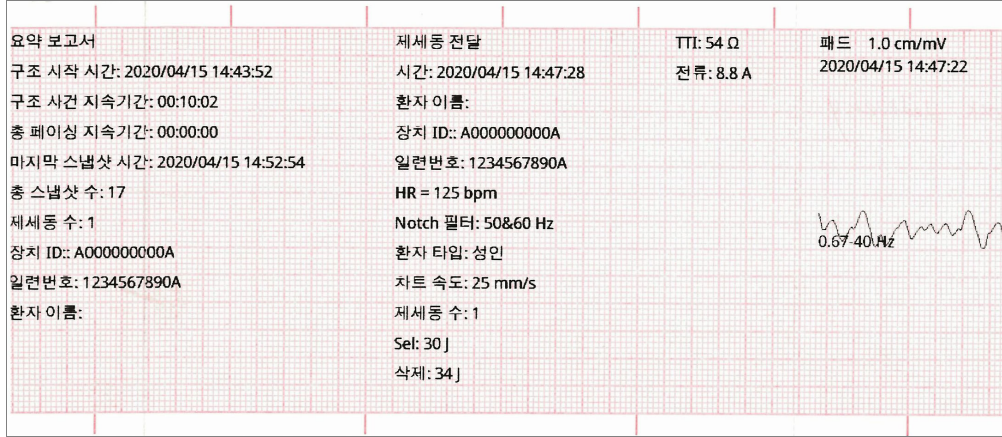 요약 보고서
구조 시작 시간: 2020/04/15 14:43:52
구조 사건 지속기간: 00:10:02
총 페이싱 지속기간: 00:00:00
마지막 스냅샷 시간: 2020/04/15 14:52:54
총 스냅샷 수: 17
제세동 수: 1
장치 ID:: A000000000A
일련번호: 1234567890A
환자 이름:
제세동 전달
시간: 2020/04/15 14:47:28
환자 이름:
장치 ID:: A000000000A
일련번호: 1234567890A
HR = 125 bpm
Notch 필터: 50&60 Hz
환자 타입: 성인
차트 속도: 25 mm/s
제세동 수: 1
Sel: 30 J
삭제: 34 J
TTI: 54 Ω
전류: 8.8 A
패드 1.0 cm/mV
2020/04/15 14:47:22
0.67-40 Hz